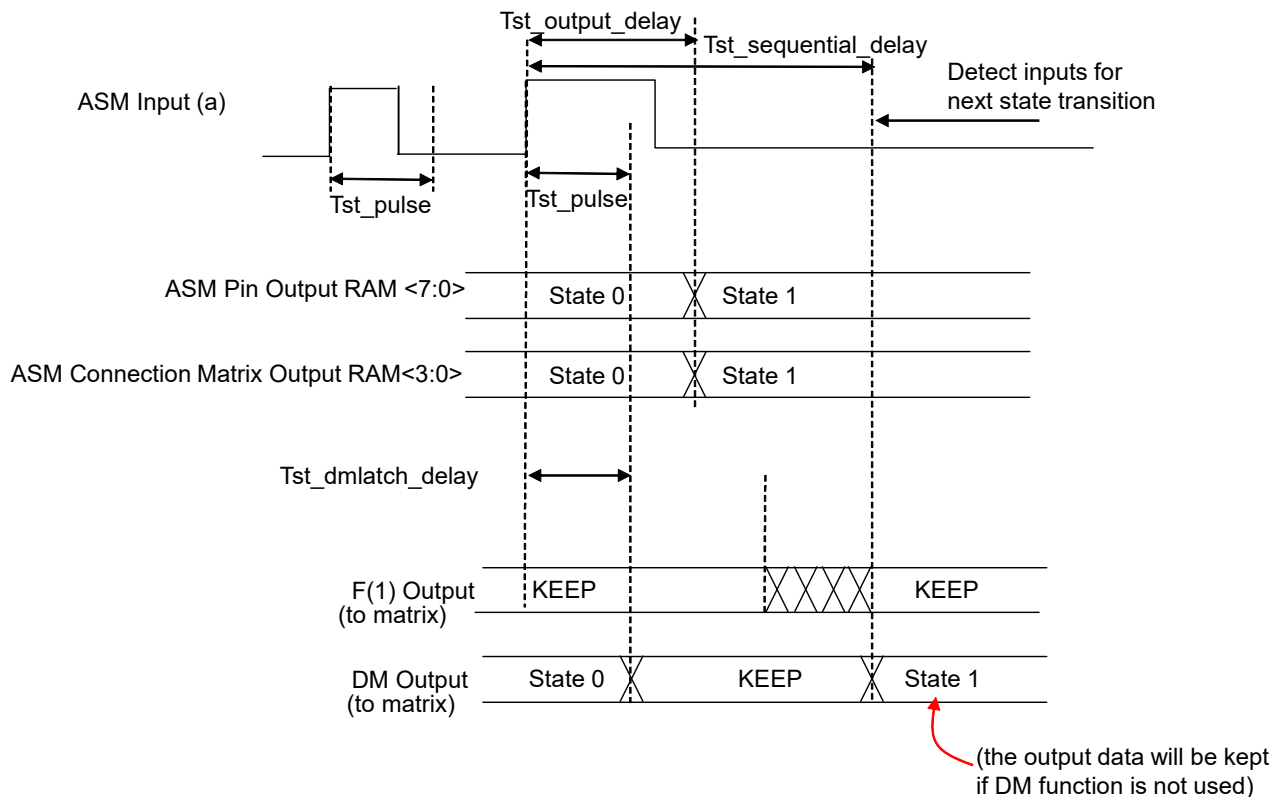 Tst_output_delay
Tst_sequential_delay
Detect inputs for
next state transition
ASM Input (a)
Tst_pulse
Tst_pulse
ASM Pin Output RAM <7:0>
State 0
State 1
ASM Connection Matrix Output RAM<3:0>
State 0
State 1
Tst_dmlatch_delay
F(1) Output
(to matrix)
KEEP
KEEP
DM Output
(to matrix)
State 0
KEEP
State 1
(the output data will be kept
if DM function is not used)